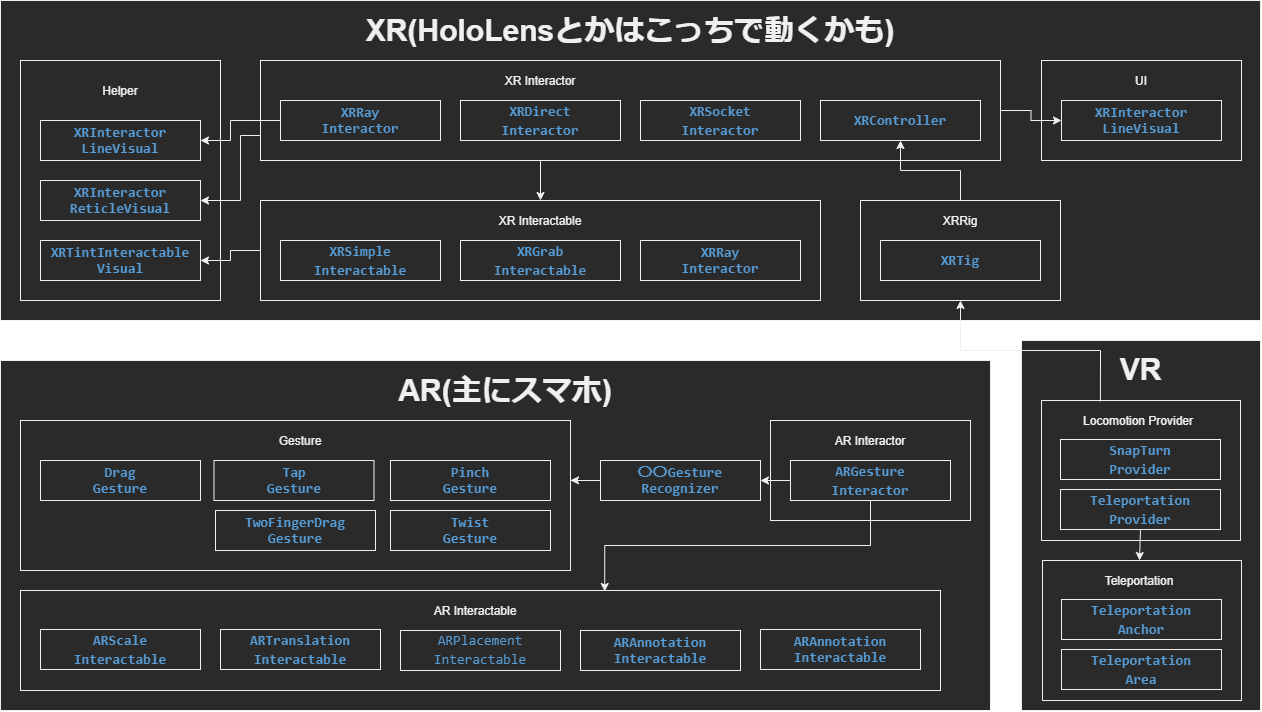 XR(HoloLensとかはこっちで動くかも)
Helper
XRInteractor
LineVisual
XRInteractor
ReticleVisual
XRTintInteractable
Visual
XR Interactor
XRRay
Interactor
XRDirect
Interactor
XRSocket
Interactor
XRController
UI
XRInteractor
LineVisual
XR Interactable
XRSimple
Interactable
XRGrab
Interactable
XRRay
Interactor
XRRig
XRTig
AR(主にスマホ)
Gesture
Drag
Gesture
Tap
Gesture
Pinch
Gesture
TwoFingerDrag
Gesture
Twist
Gesture
〇〇Gesture
Recognizer
AR Interactor
ARGesture
Interactor
AR Interactable
ARScale
Interactable
ARTranslation
Interactable
ARPlacement
Interactable
ARAnnotation
Interactable
ARAnnotation
Interactable
VR
Locomotion Provider
SnapTurn
Provider
Teleportation
Provider
Teleportation
Teleportation
Anchor
Teleportation
Area